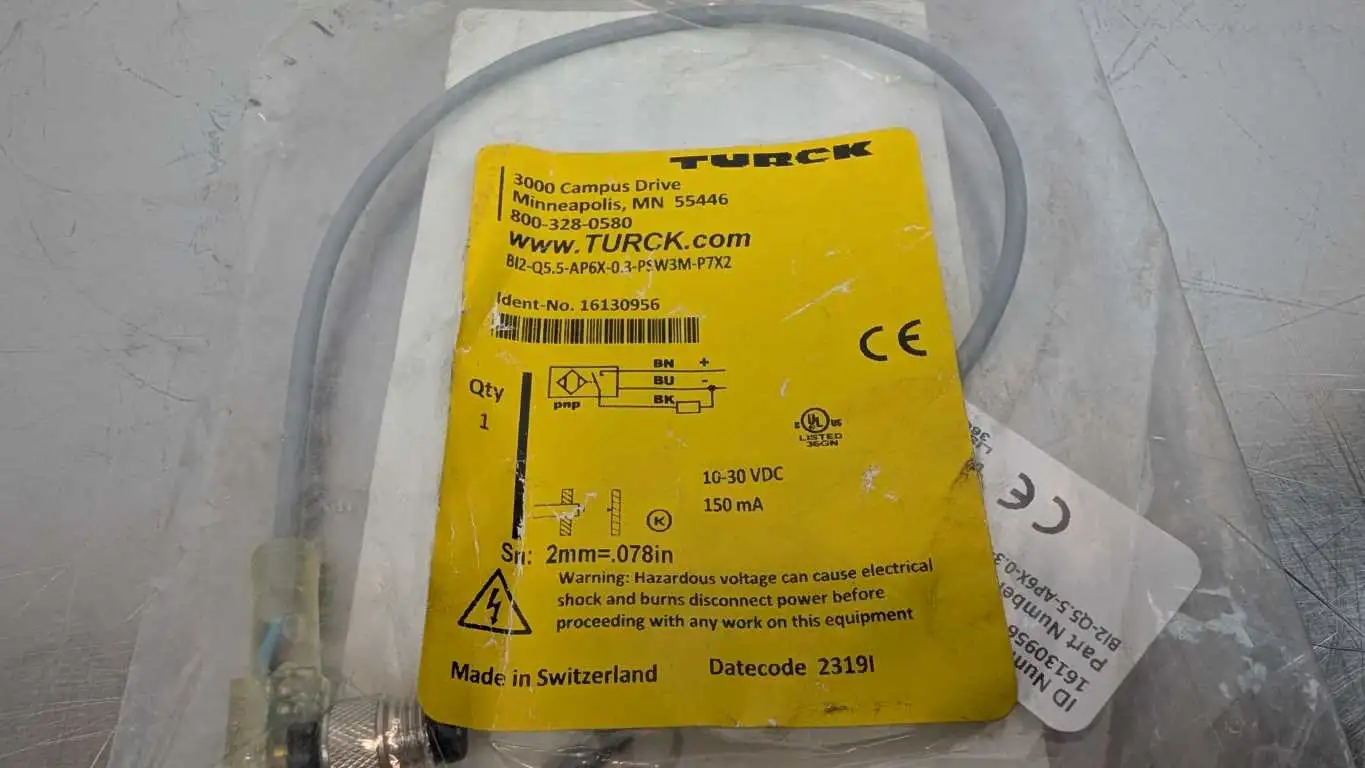 TURCK
3000 Campus Drive
Minneapolis, MN 55446
800-328-0580
www.TURCK.com
BI2-Q5.5-AP6X-0.3-PSW3M-P7X2
Ident-No. 16130956
BN +
BU -
BK
pnp
CE
Qty
1
UL
LISTED
36GN
10-30 VDC
150 mA
K
Sn: 2mm=.078in
Warning: Hazardous voltage can cause electrical
shock and burns disconnect power before
proceeding with any work on this equipment
Made in Switzerland
Datecode 2319I
CE
ID Num
16130956
Part Number
BI2-Q5.5-AP6X-0.3